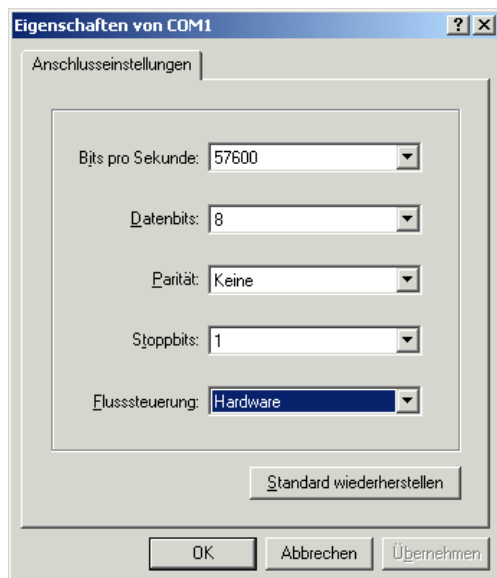 Eigenschaften von COM1
Anschlusseinstellungen
Bits pro Sekunde: 57600
Datenbits: 8
Parität: Keine
Stoppbits: 1
Flusssteuerung: Hardware
Standard wiederherstellen
OK Abbrechen Übernehmen